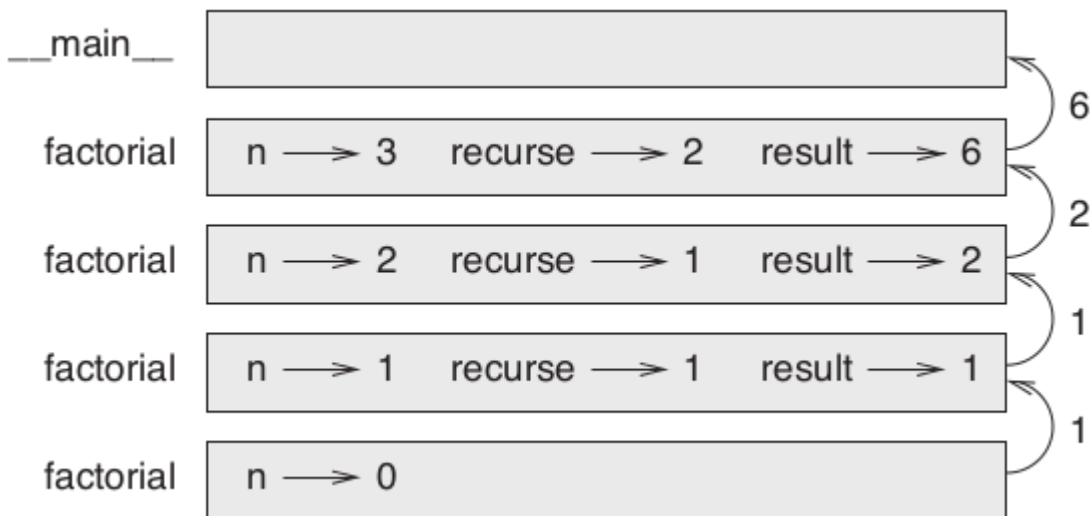 __main__
6
factorial n 3 recurse 2 result 6
2
factorial n 2 recurse 1 result 2
1
factorial n 1 recurse 1 result 1
1
factorial n 0